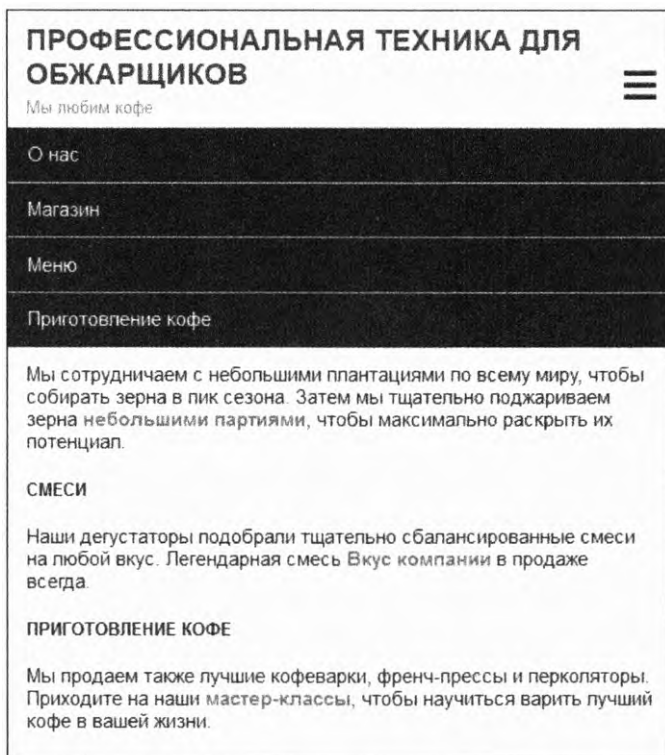 ПРОФЕССИОНАЛЬНАЯ ТЕХНИКА ДЛЯ
ОБЖАРЩИКОВ
Мы любим кофе
О нас
Магазин
Меню
Приготовление кофе
Мы сотрудничаем с небольшими плантациями по всему миру, чтобы
собирать зерна в пик сезона. Затем мы тщательно поджариваем
зерна небольшими партиями, чтобы максимально раскрыть их
потенциал.
СМЕСИ
Наши дегустаторы подобрали тщательно сбалансированные смеси
на любой вкус. Легендарная смесь Вкус компании в продаже
всегда.
ПРИГОТОВЛЕНИЕ КОФЕ
Мы продаем также лучшие кофеварки, френч-прессы и перколяторы.
Приходите на наши мастер-классы, чтобы научиться варить лучший
кофе в вашей жизни.